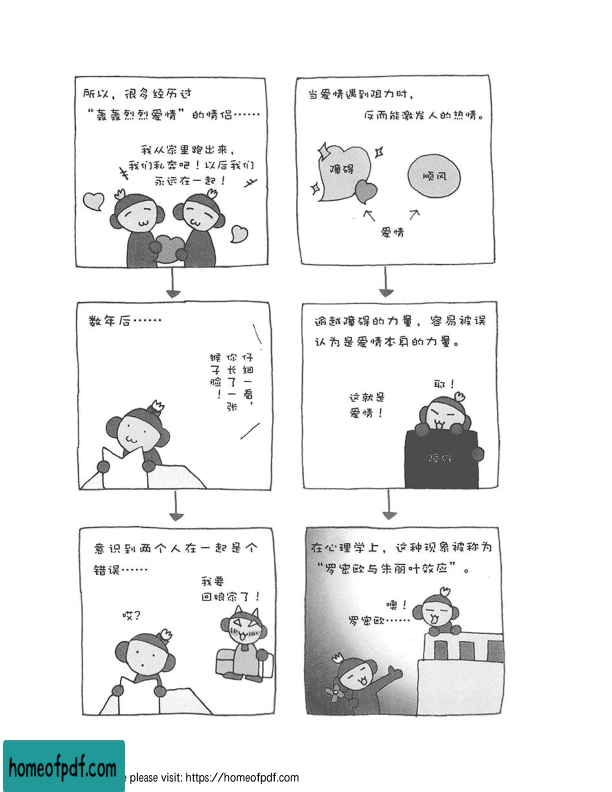 当爱情遇到阻力时，
反而能激发人的热情。
障碍
顺风
爱情
逾越障碍的力量，容易被误
认为是爱情本身的力量。
耶！
这就是
爱情！
障碍
在心理学上，这种现象被称为
“罗密欧与朱丽叶效应”。
噢！
罗密欧……
所以，很多经历过
“轰轰烈烈爱情”的情侣……
我从家里跑出来，
我们私奔吧！以后我们
永远在一起！
数年后……
仔细一看，
你长了一张
猴子脸！
意识到两个人在一起是个
错误……
我要
回娘家了！
哎？
homeofpdf.com
e please visit: https://homeofpdf.com